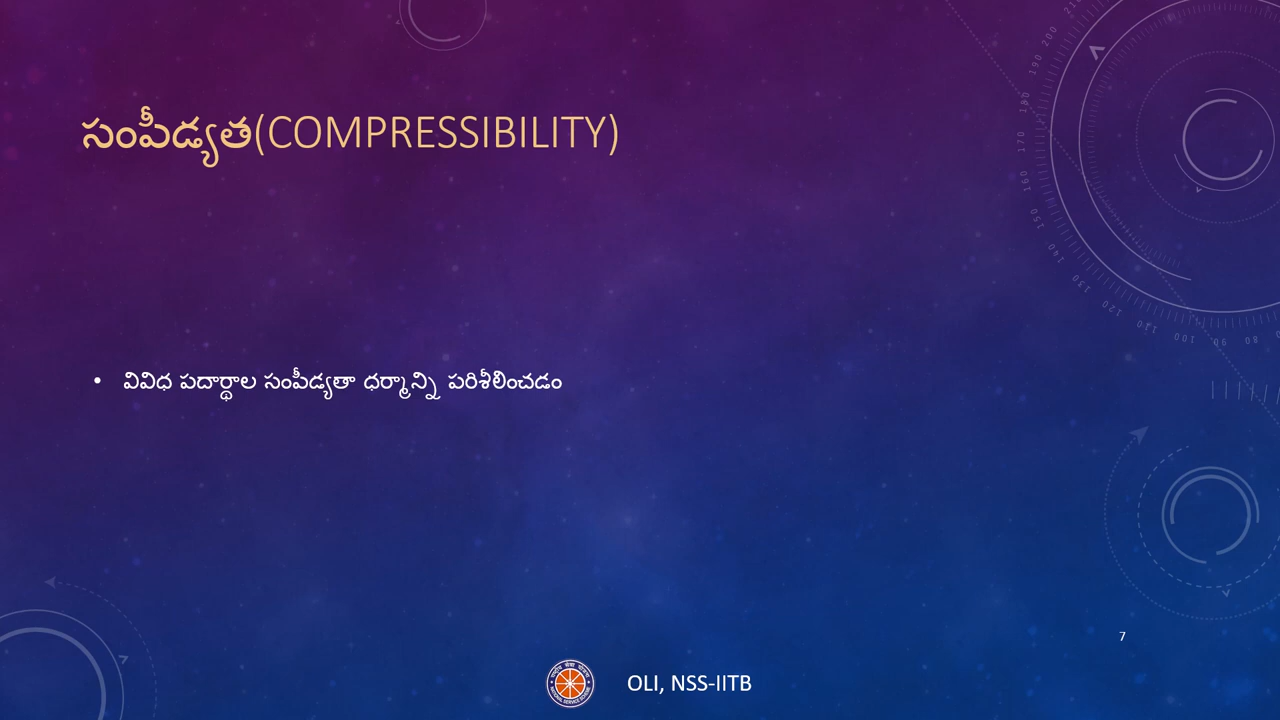 సంపీడ్యత(COMPRESSIBILITY)
• వివిధ పదార్థాల సంపీడ్యతా ధర్మాన్ని పరిశీలించడం
7
OLI, NSS-IITB